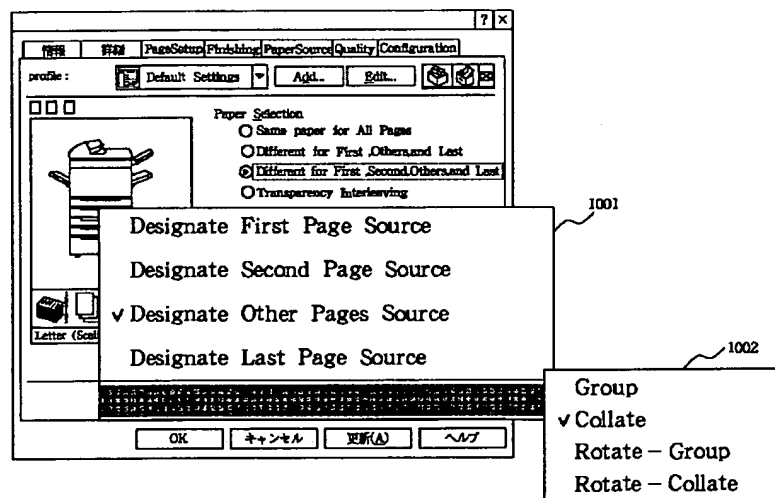 ? ×
情報 詳細 PageSetup Finishing PaperSource Quality Configuration
profile : Default Settings Add... Edit...
Paper Selection
Same paper for All Pages
Different for First ,Others,and Last
Different for First ,Second,Others,and Last
Transparency Interleaving
1001
Designate First Page Source
Designate Second Page Source
✓ Designate Other Pages Source
Designate Last Page Source
Letter
1002
Group
✓ Collate
Rotate – Group
Rotate – Collate
OK キャンセル 更新(A) ヘルプ